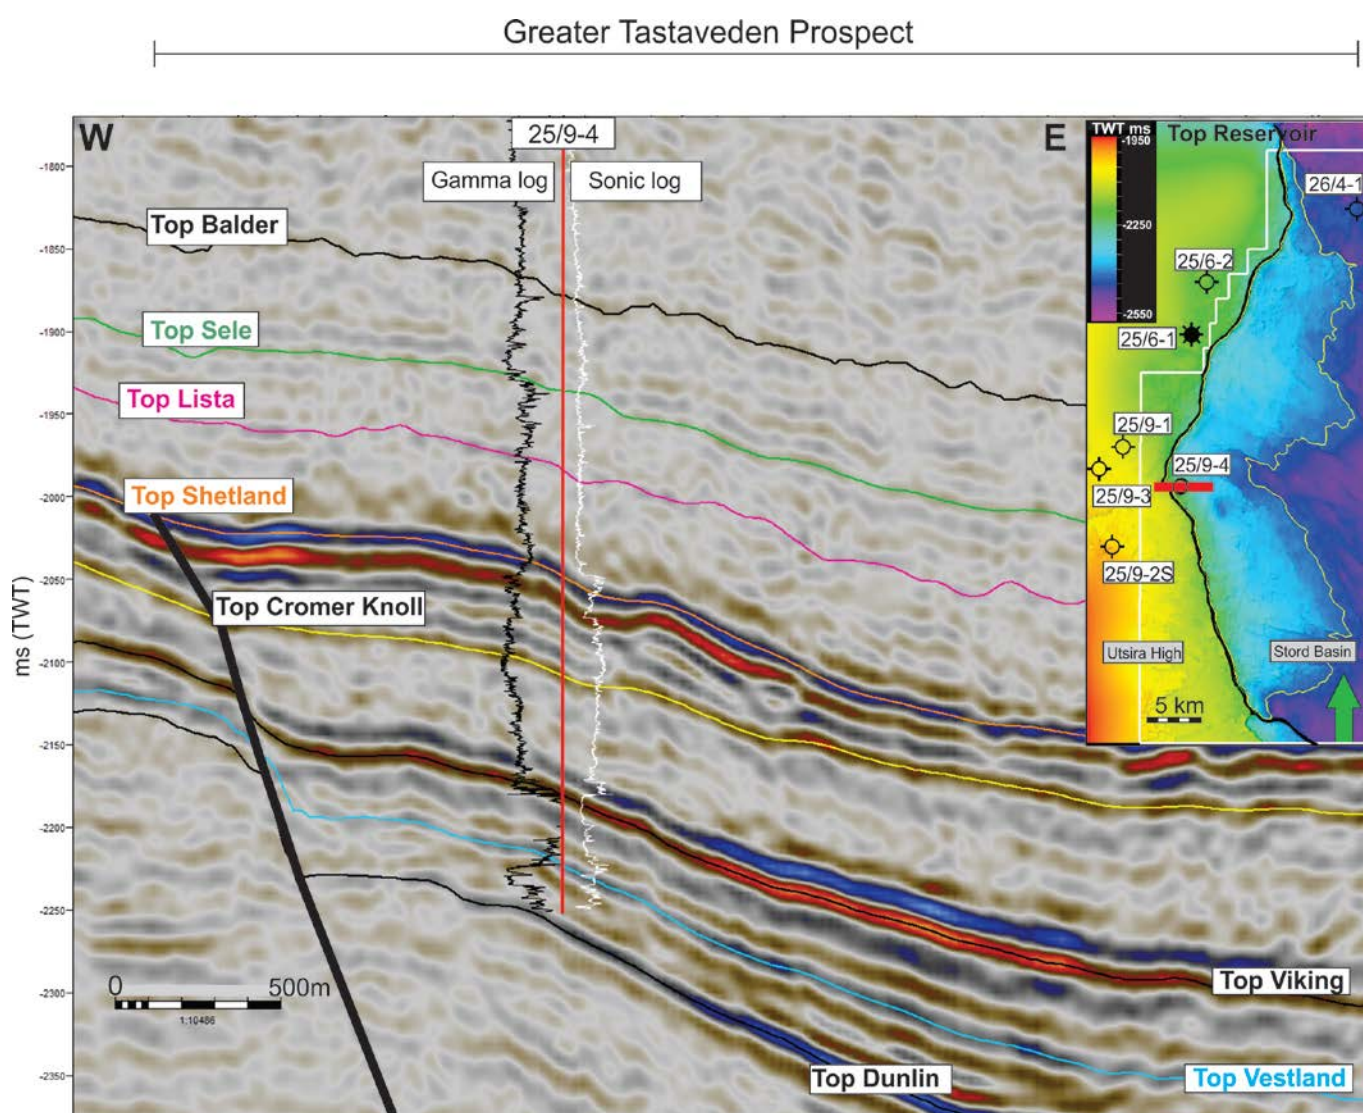 Greater Tastaveden Prospect
W
25/9-4
E
Gamma log
Sonic log
Top Balder
Top Sele
Top Lista
Top Shetland
Top Cromer Knoll
Top Viking
Top Dunlin
Top Vestland
ms (TWT)
-1800
-1850
-1900
-1950
-2000
-2050
-2100
-2150
-2200
-2250
-2300
-2350
0
500m
1:10486
TWT ms
Top Reservoir
-1950
-2250
-2550
26/4-1
25/6-2
25/6-1
25/9-1
25/9-4
25/9-3
25/9-2S
Utsira High
Stord Basin
5 km